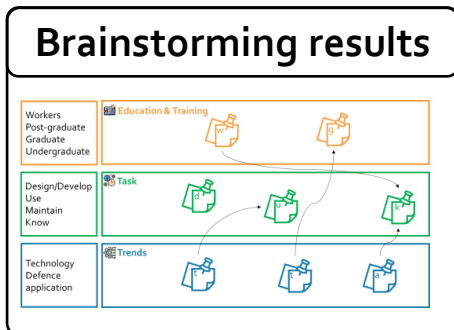 Brainstorming results
Workers
Post-graduate
Graduate
Undergraduate
Education & Training
w
g
Design/Develop
Use
Maintain
Know
Task
d
u
k
Technology
Defence
application
Trends
t
t
a